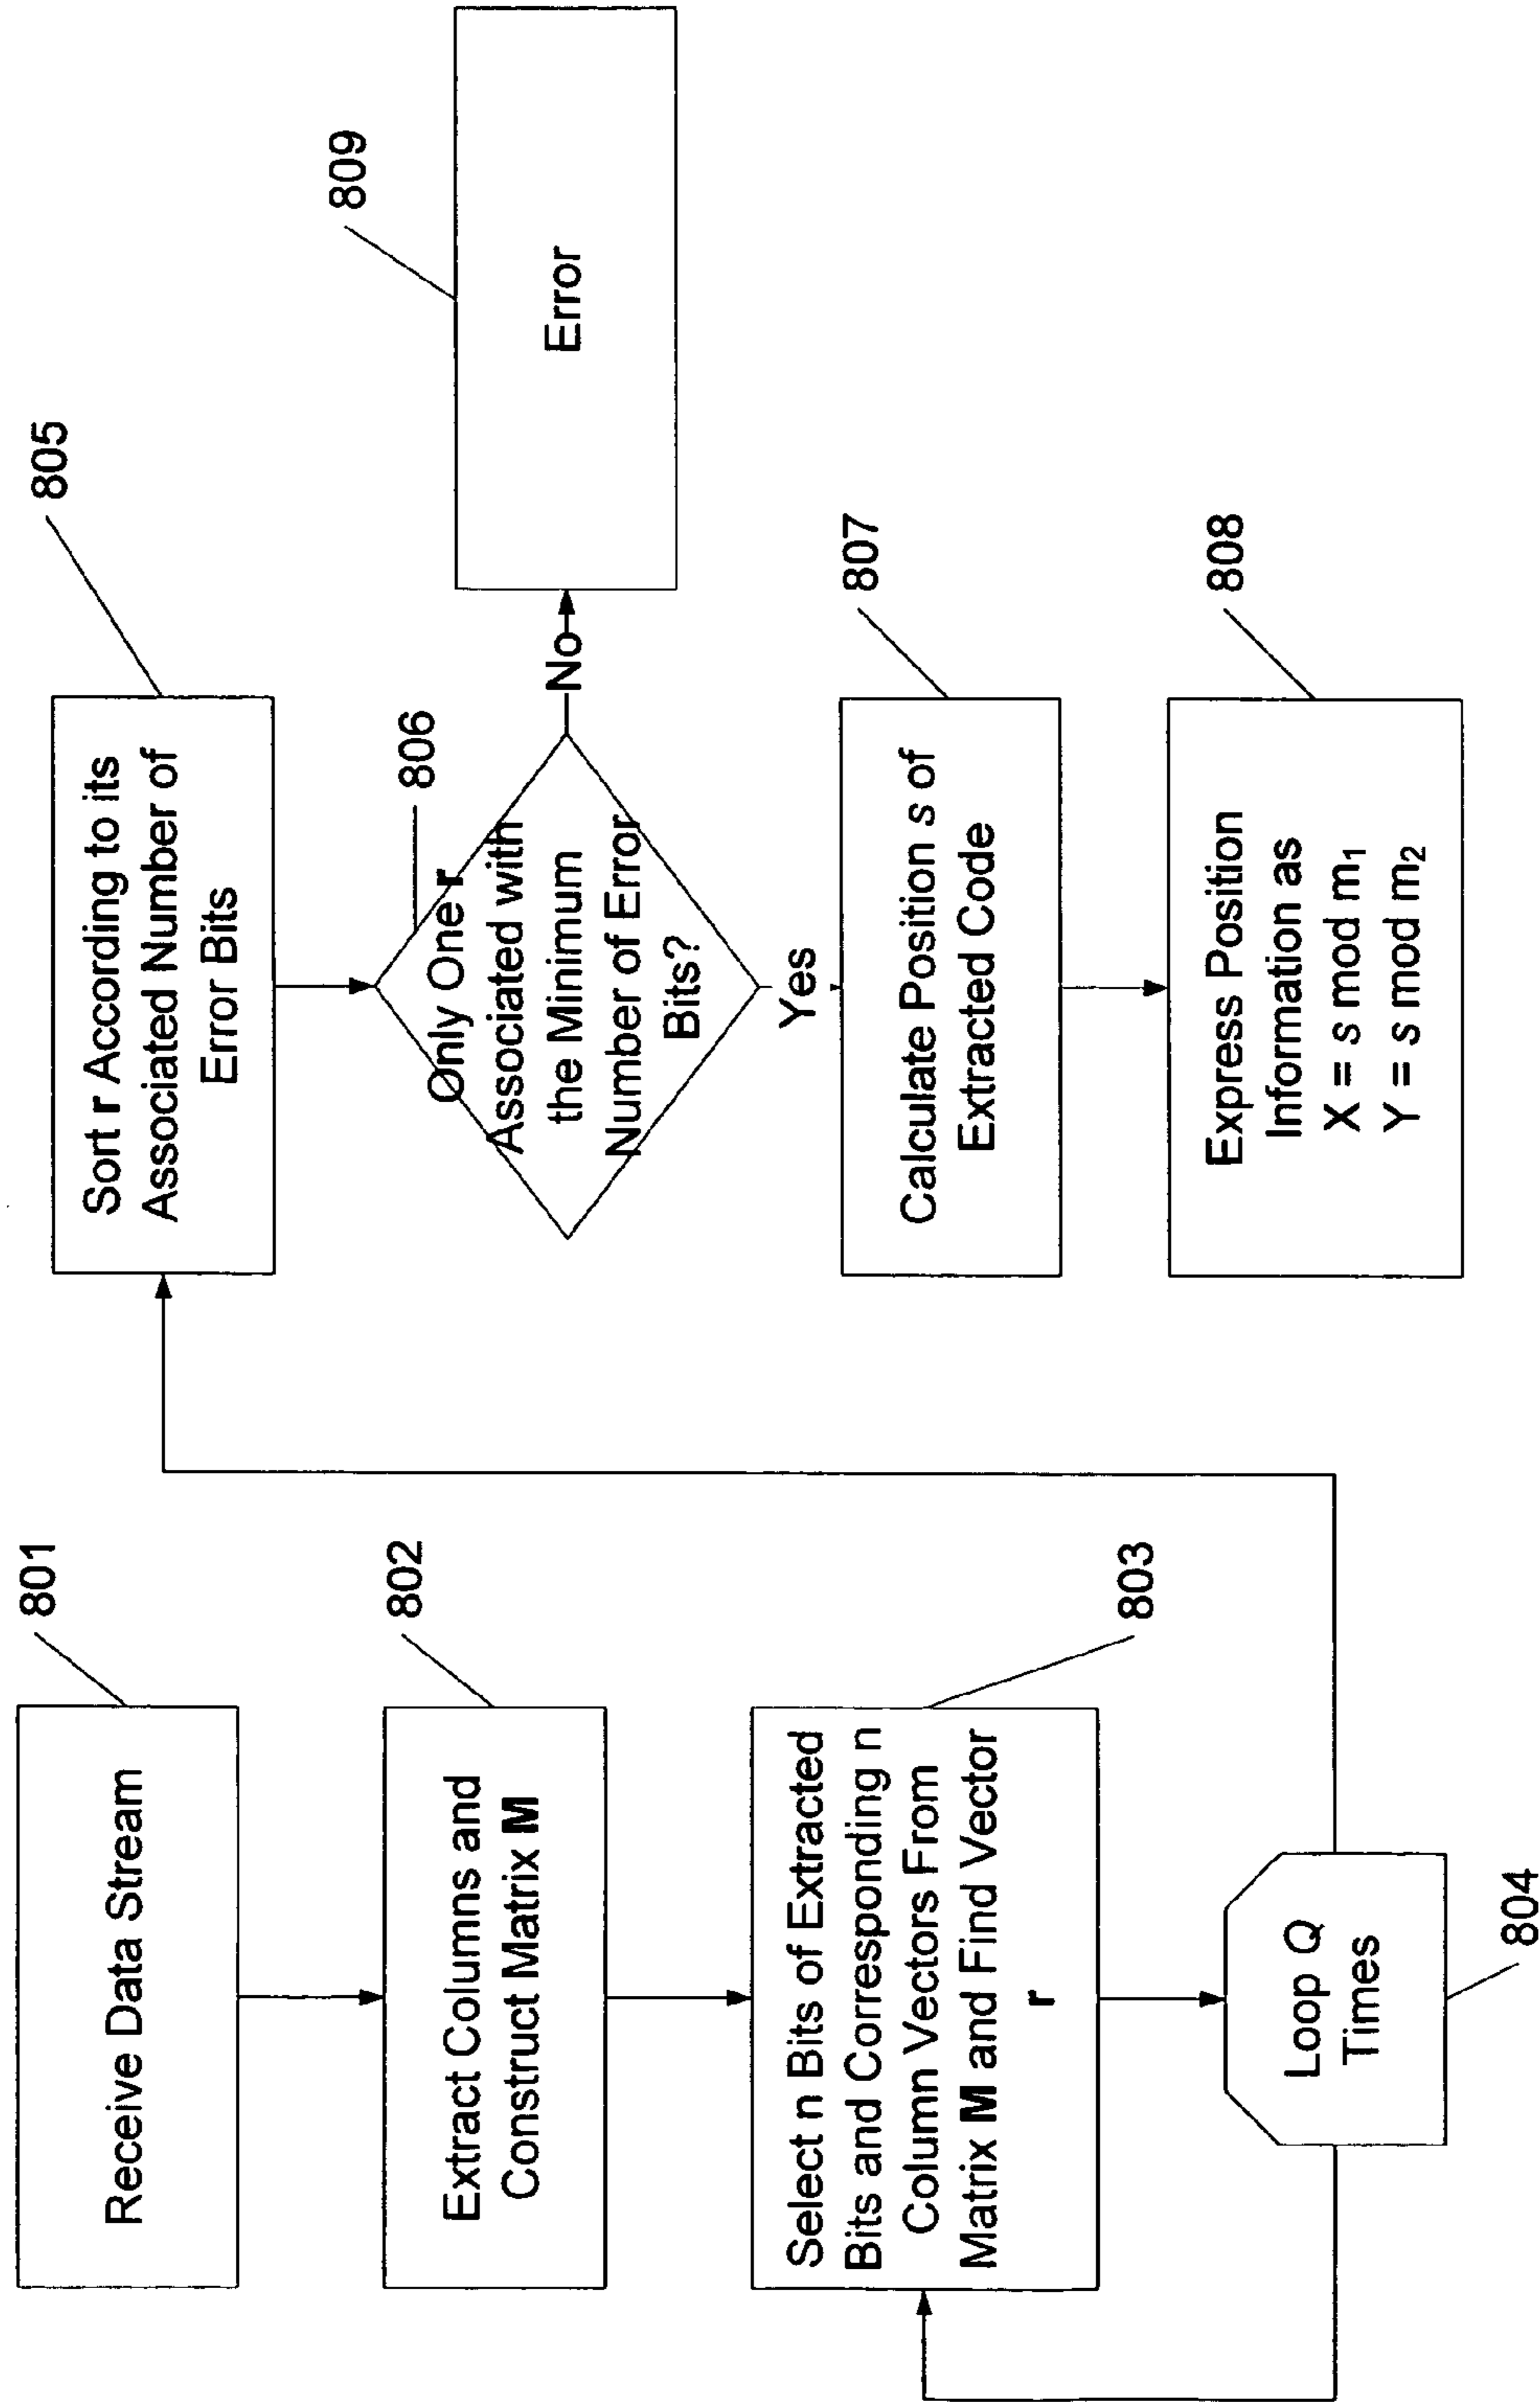 801
Receive Data Stream
802
Extract Columns and
Construct Matrix M
803
Select n Bits of Extracted
Bits and Corresponding n
Column Vectors From
Matrix M and Find Vector
r
Loop Q
Times
804
805
Sort r According to its
Associated Number of
Error Bits
806
Only One r
Associated with
the Minimum
Number of Error
Bits?
No
809
Error
Yes
807
Calculate Position s of
Extracted Code
808
Express Position
Information as
X = s mod m₁
Y = s mod m₂